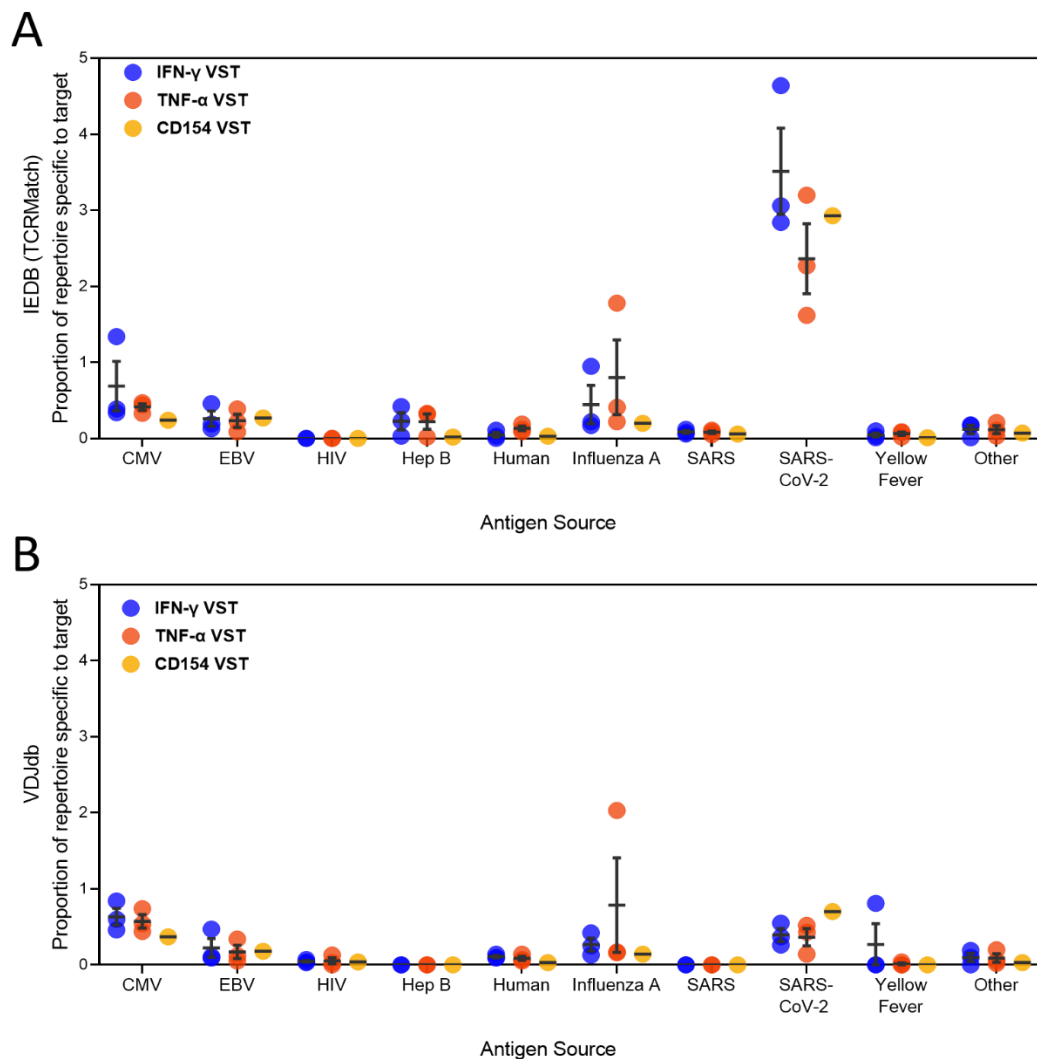 A
IEDB (TCRMatch)
Proportion of repertoire specific to target
5
4
3
2
1
0
IFN-γ VST
TNF-α VST
CD154 VST
CMV
EBV
HIV
Hep B
Human
Influenza A
SARS
SARS-
CoV-2
Yellow
Fever
Other
Antigen Source
B
VDJdb
Proportion of repertoire specific to target
5
4
3
2
1
0
IFN-γ VST
TNF-α VST
CD154 VST
CMV
EBV
HIV
Hep B
Human
Influenza A
SARS
SARS-
CoV-2
Yellow
Fever
Other
Antigen Source